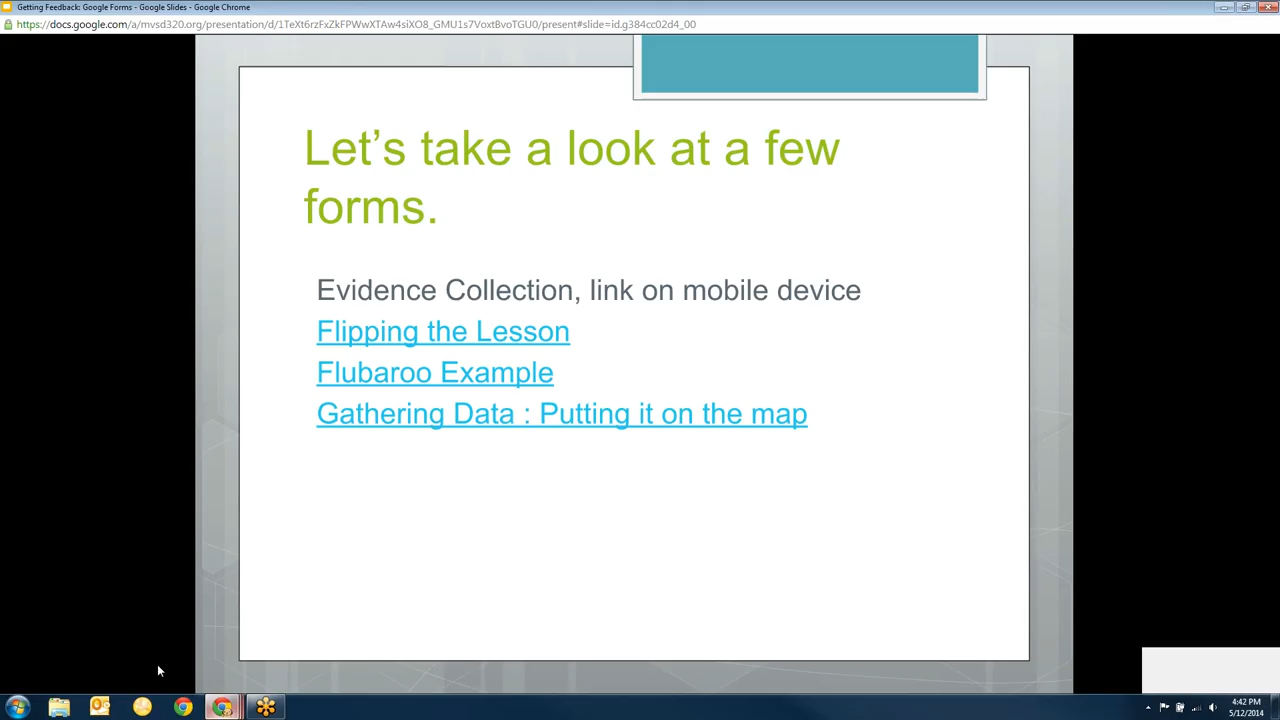 Getting Feedback: Google Forms - Google Slides - Google Chrome
https://docs.google.com/a/mvsd320.org/presentation/d/1TeXt6rzFxZkFPWwXTAw4siXO8_GMU1s7VoxtBvoTGU0/present#slide=id.g384cc02d4_00
Let's take a look at a few
forms.
Evidence Collection, link on mobile device
Flipping the Lesson
Flubaroo Example
Gathering Data : Putting it on the map
4:42 PM
5/12/2014